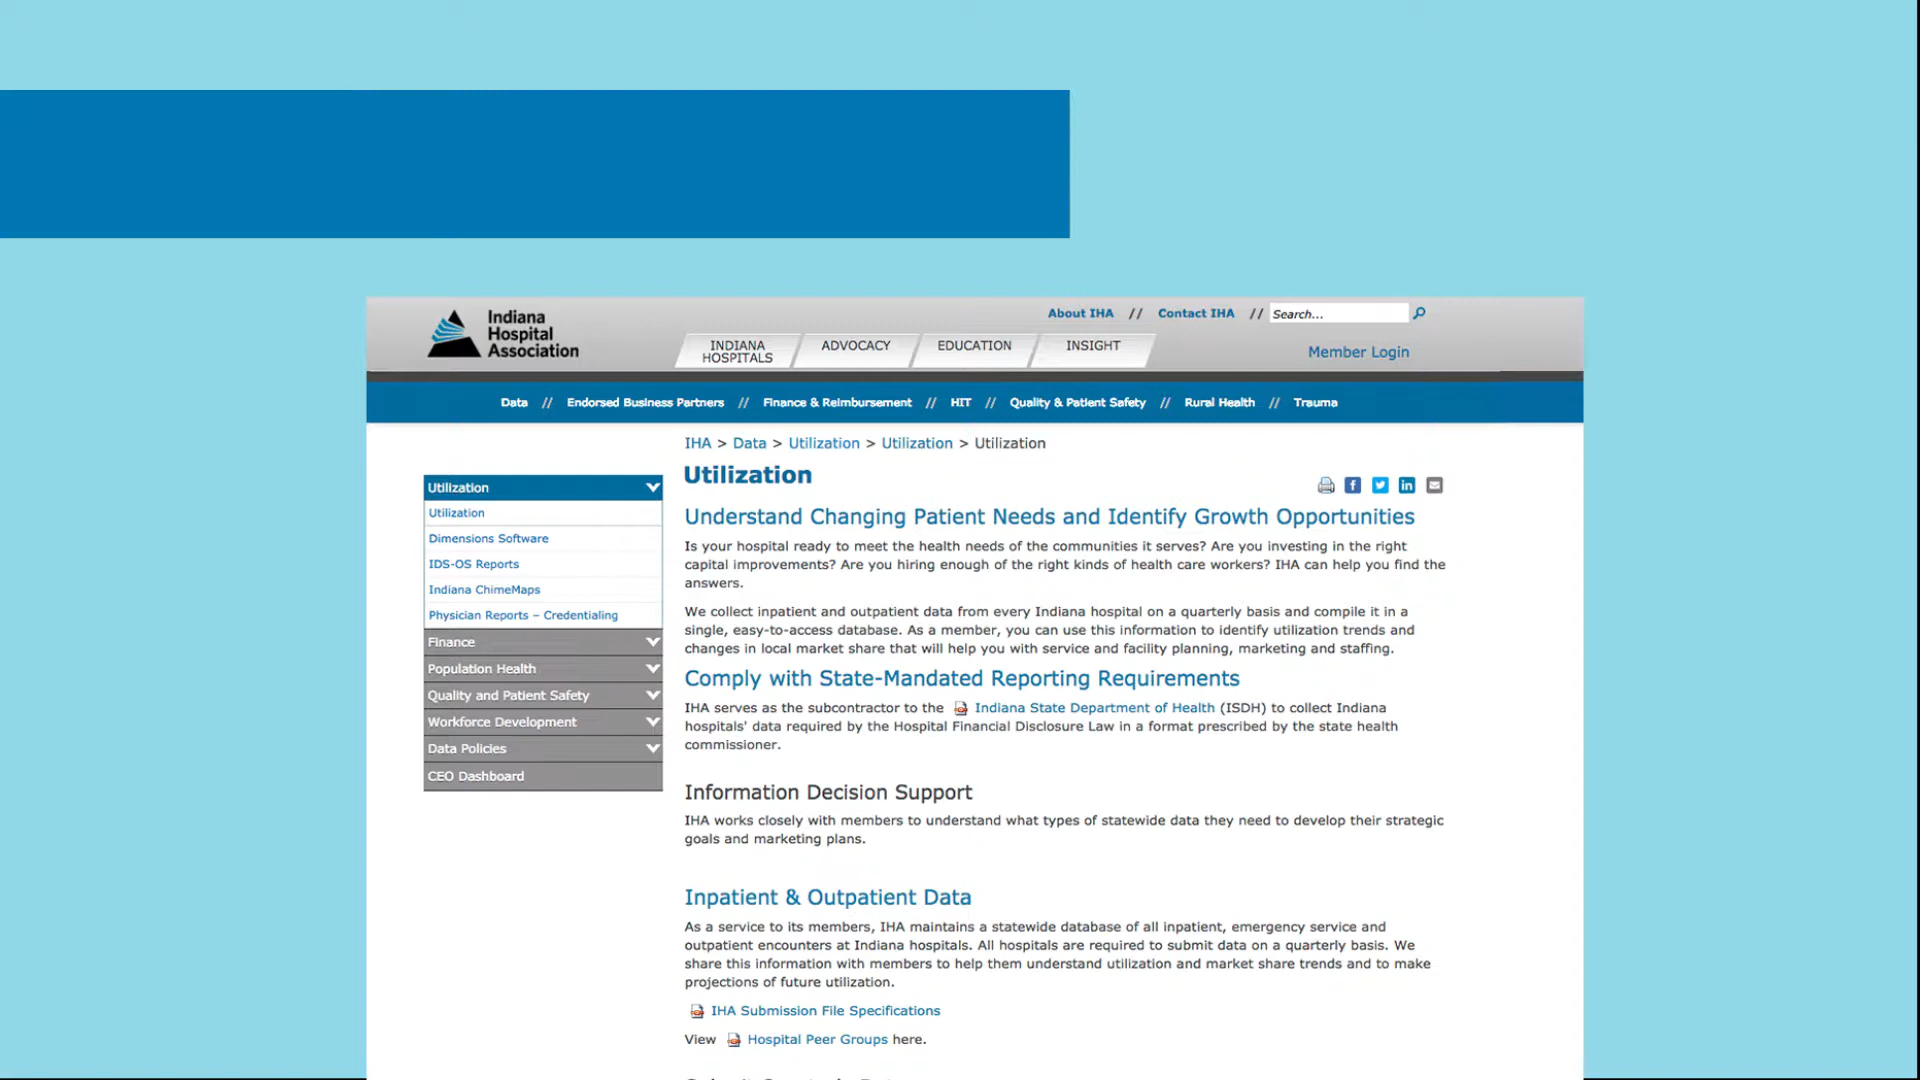 Indiana
Hospital
Association
About IHA // Contact IHA // Search...
INDIANA HOSPITALS
ADVOCACY
EDUCATION
INSIGHT
Member Login
Data // Endorsed Business Partners // Finance & Reimbursement // HIT // Quality & Patient Safety // Rural Health // Trauma
IHA > Data > Utilization > Utilization > Utilization
Utilization
Utilization
Dimensions Software
IDS-OS Reports
Indiana ChimeMaps
Physician Reports – Credentialing
Finance
Population Health
Quality and Patient Safety
Workforce Development
Data Policies
CEO Dashboard
Utilization
Understand Changing Patient Needs and Identify Growth Opportunities
Is your hospital ready to meet the health needs of the communities it serves? Are you investing in the right
capital improvements? Are you hiring enough of the right kinds of health care workers? IHA can help you find the
answers.
We collect inpatient and outpatient data from every Indiana hospital on a quarterly basis and compile it in a
single, easy-to-access database. As a member, you can use this information to identify utilization trends and
changes in local market share that will help you with service and facility planning, marketing and staffing.
Comply with State-Mandated Reporting Requirements
IHA serves as the subcontractor to the Indiana State Department of Health (ISDH) to collect Indiana
hospitals' data required by the Hospital Financial Disclosure Law in a format prescribed by the state health
commissioner.
Information Decision Support
IHA works closely with members to understand what types of statewide data they need to develop their strategic
goals and marketing plans.
Inpatient & Outpatient Data
As a service to its members, IHA maintains a statewide database of all inpatient, emergency service and
outpatient encounters at Indiana hospitals. All hospitals are required to submit data on a quarterly basis. We
share this information with members to help them understand utilization and market share trends and to make
projections of future utilization.
IHA Submission File Specifications
View Hospital Peer Groups here.